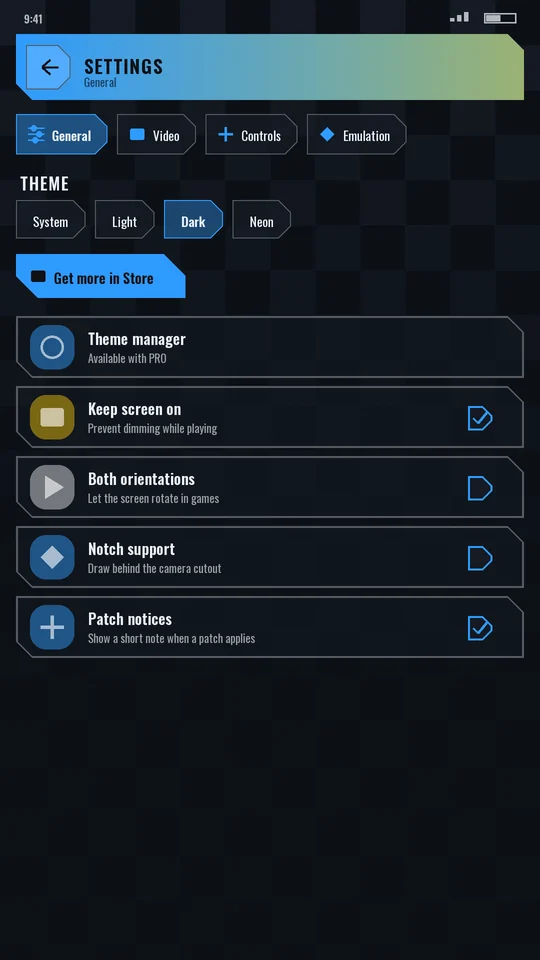 9:41
SETTINGS
General
General
Video
Controls
Emulation
THEME
System
Light
Dark
Neon
Get more in Store
Theme manager
Available with PRO
Keep screen on
Prevent dimming while playing
Both orientations
Let the screen rotate in games
Notch support
Draw behind the camera cutout
Patch notices
Show a short note when a patch applies